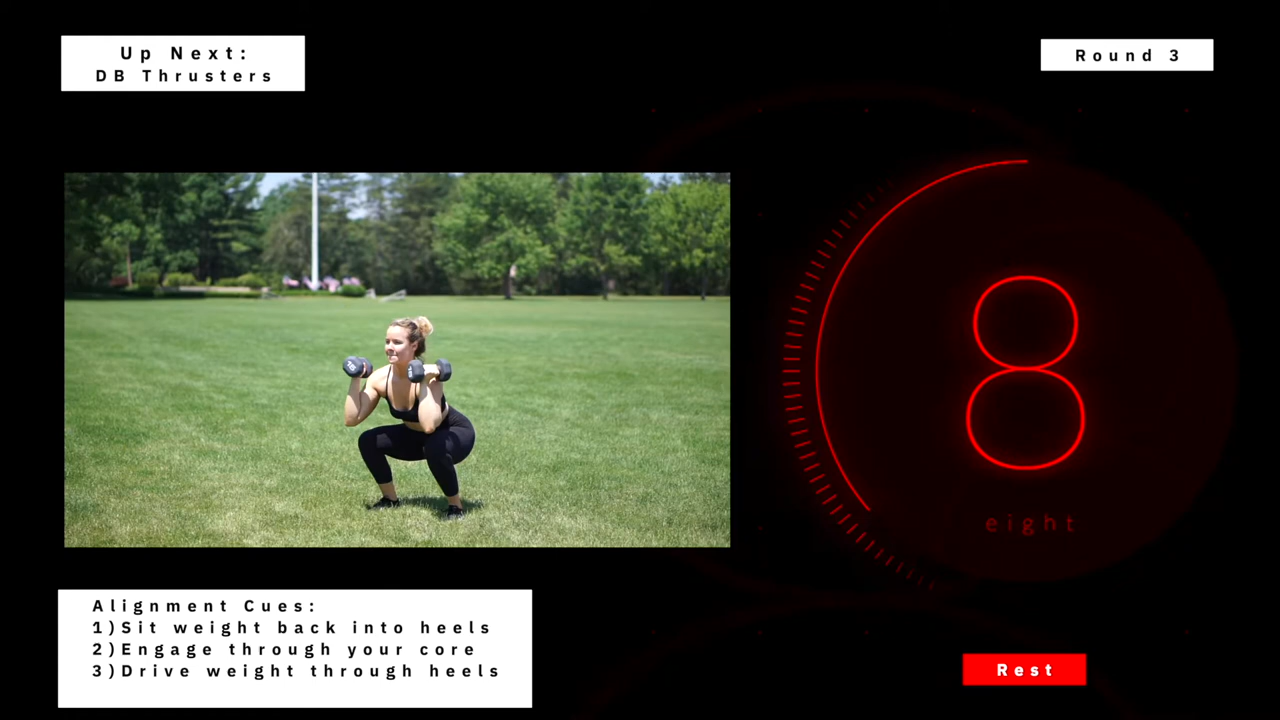 Up Next:
DB Thrusters
Round 3
8
eight
Alignment Cues:
1)Sit weight back into heels
2)Engage through your core
3)Drive weight through heels
Rest